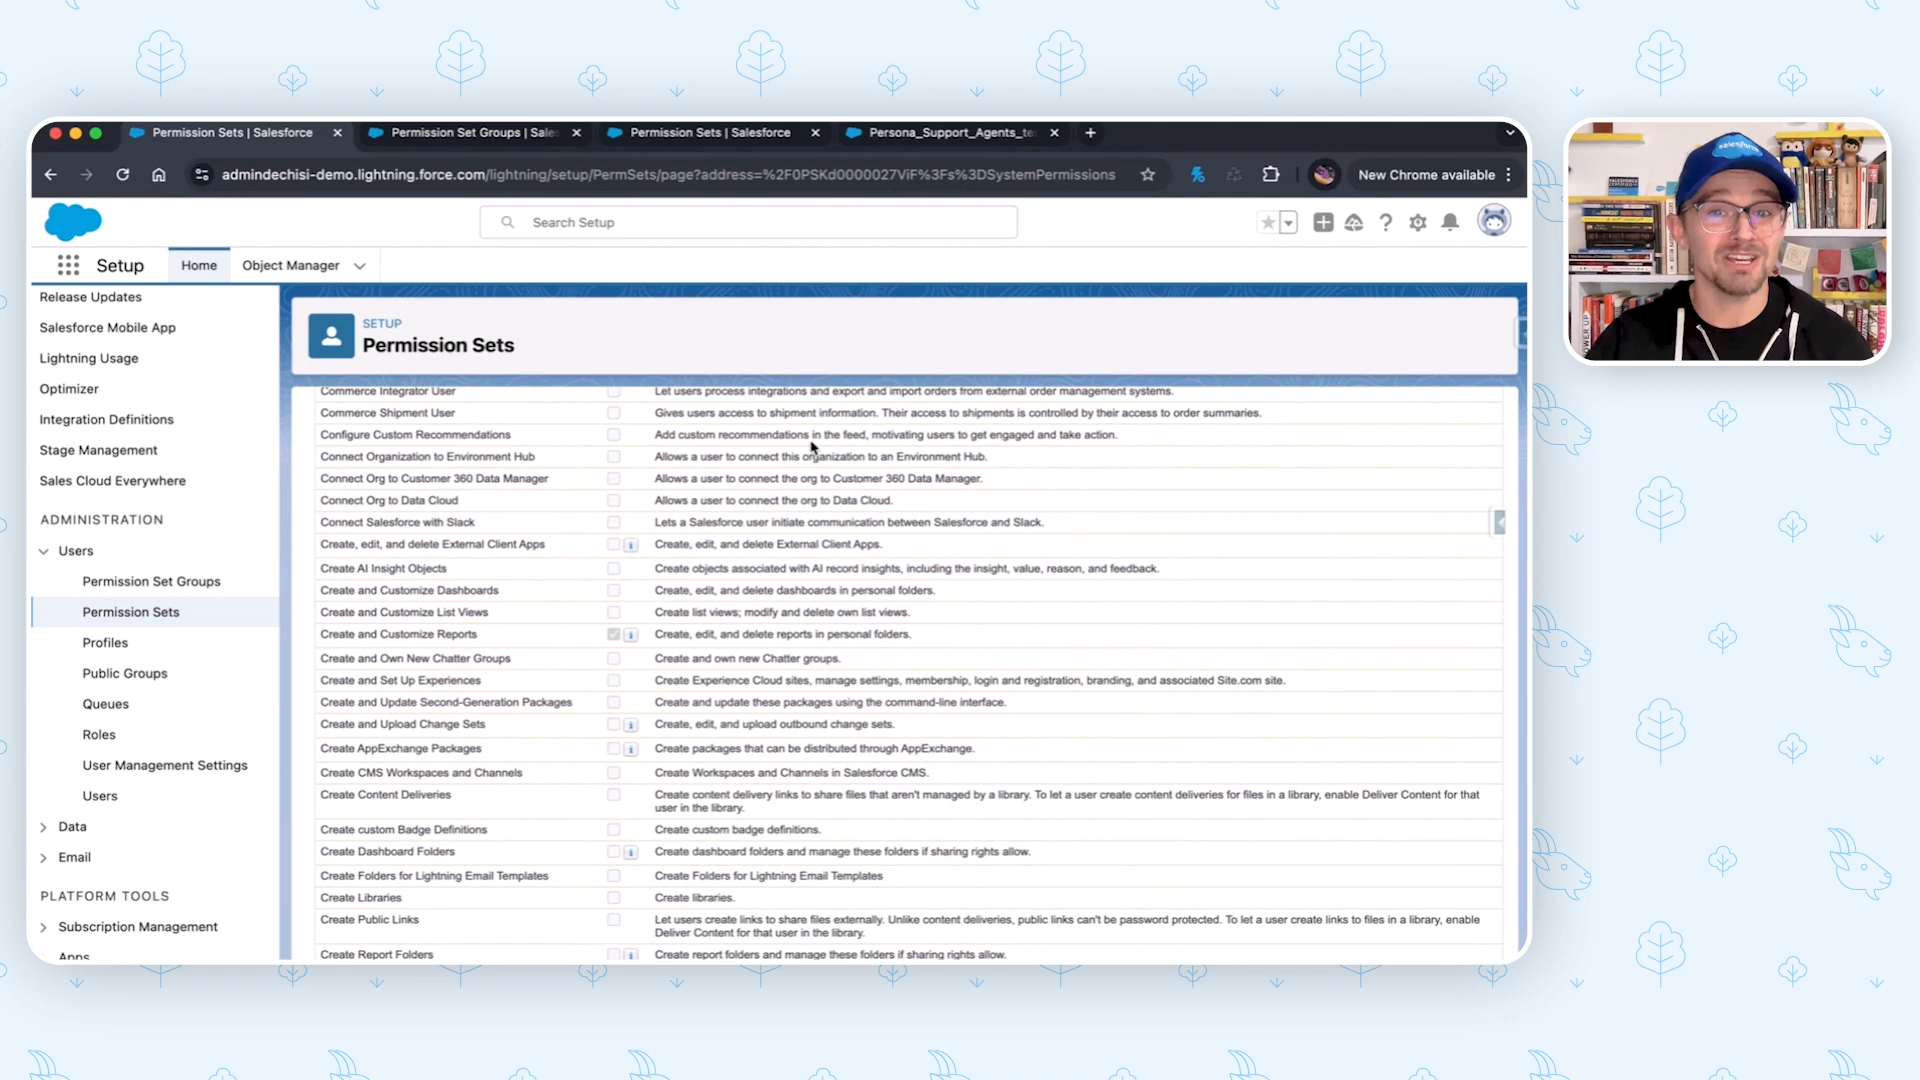 Permission Sets | Salesforce
Permission Set Groups | Sale
Permission Sets | Salesforce
Persona_Support_Agents_te
admindechisi-demo.lightning.force.com/lightning/setup/PermSets/page?address=%2F0PSKd0000027ViF%3Fs%3DSystemPermissions
New Chrome available
salesforce
Search Setup
Setup
Home
Object Manager
Release Updates
Salesforce Mobile App
Lightning Usage
Optimizer
Integration Definitions
Stage Management
Sales Cloud Everywhere
ADMINISTRATION
Users
Permission Set Groups
Permission Sets
Profiles
Public Groups
Queues
Roles
User Management Settings
Users
Data
Email
PLATFORM TOOLS
Subscription Management
Apps
SETUP
Permission Sets
Commerce Integrator User Let users process integrations and export and import orders from external order management systems.
Commerce Shipment User Gives users access to shipment information. Their access to shipments is controlled by their access to order summaries.
Configure Custom Recommendations Add custom recommendations in the feed, motivating users to get engaged and take action.
Connect Organization to Environment Hub Allows a user to connect this organization to an Environment Hub.
Connect Org to Customer 360 Data Manager Allows a user to connect the org to Customer 360 Data Manager.
Connect Org to Data Cloud Allows a user to connect the org to Data Cloud.
Connect Salesforce with Slack Lets a Salesforce user initiate communication between Salesforce and Slack.
Create, edit, and delete External Client Apps Create, edit, and delete External Client Apps.
Create AI Insight Objects Create objects associated with AI record insights, including the insight, value, reason, and feedback.
Create and Customize Dashboards Create, edit, and delete dashboards in personal folders.
Create and Customize List Views Create list views; modify and delete own list views.
Create and Customize Reports Create, edit, and delete reports in personal folders.
Create and Own New Chatter Groups Create and own new Chatter groups.
Create and Set Up Experiences Create Experience Cloud sites, manage settings, membership, login and registration, branding, and associated Site.com site.
Create and Update Second-Generation Packages Create and update these packages using the command-line interface.
Create and Upload Change Sets Create, edit, and upload outbound change sets.
Create AppExchange Packages Create packages that can be distributed through AppExchange.
Create CMS Workspaces and Channels Create Workspaces and Channels in Salesforce CMS.
Create Content Deliveries Create content delivery links to share files that aren't managed by a library. To let a user create content deliveries for files in a library, enable Deliver Content for that
user in the library.
Create custom Badge Definitions Create custom badge definitions.
Create Dashboard Folders Create dashboard folders and manage these folders if sharing rights allow.
Create Folders for Lightning Email Templates Create Folders for Lightning Email Templates
Create Libraries Create libraries.
Create Public Links Let users create links to share files externally. Unlike content deliveries, public links can't be password protected. To let a user create links to files in a library, enable
Deliver Content for that user in the library.
Create Report Folders Create report folders and manage these folders if sharing rights allow.